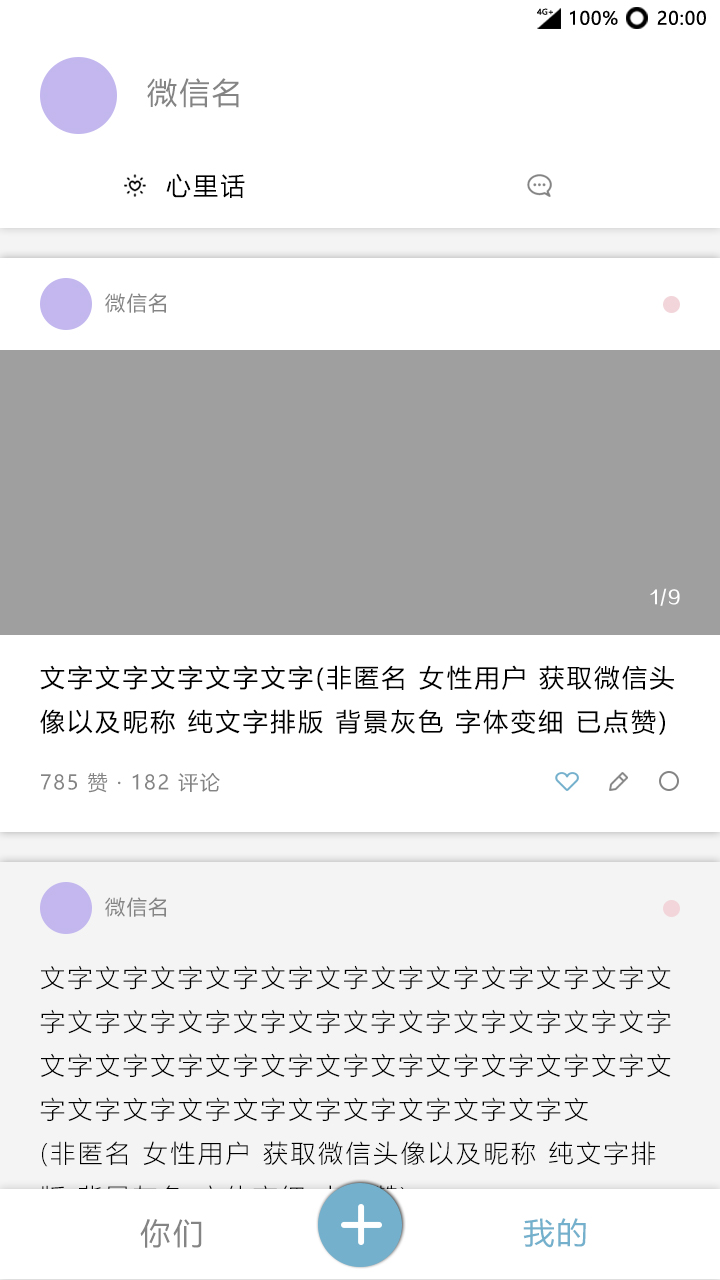 4G+ 100% 20:00
微信名
心里话
微信名
1/9
文字文字文字文字文字(非匿名 女性用户 获取微信头
像以及昵称 纯文字排版 背景灰色 字体变细 已点赞)
785 赞 · 182 评论
微信名
文字文字文字文字文字文字文字文字文字文字文字文
字文字文字文字文字文字文字文字文字文字文字文字
文字文字文字文字文字文字文字文字文字文字文字文
字文字文字文字文字文字文字文字文字文字文
(非匿名 女性用户 获取微信头像以及昵称 纯文字排
你们
我的